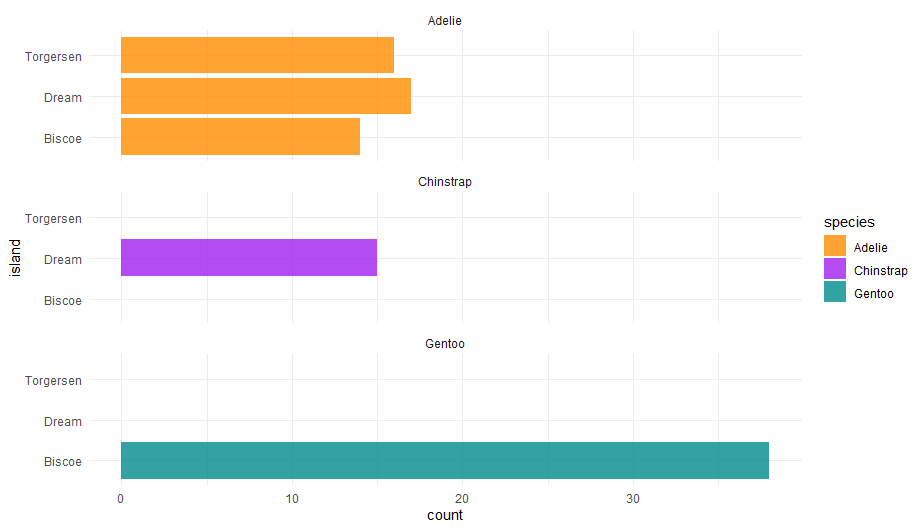 Adelie
Torgersen
Dream
Biscoe
Chinstrap
Torgersen
Dream
Biscoe
Gentoo
Torgersen
Dream
Biscoe
0 10 20 30
count
island
species
Adelie
Chinstrap
Gentoo